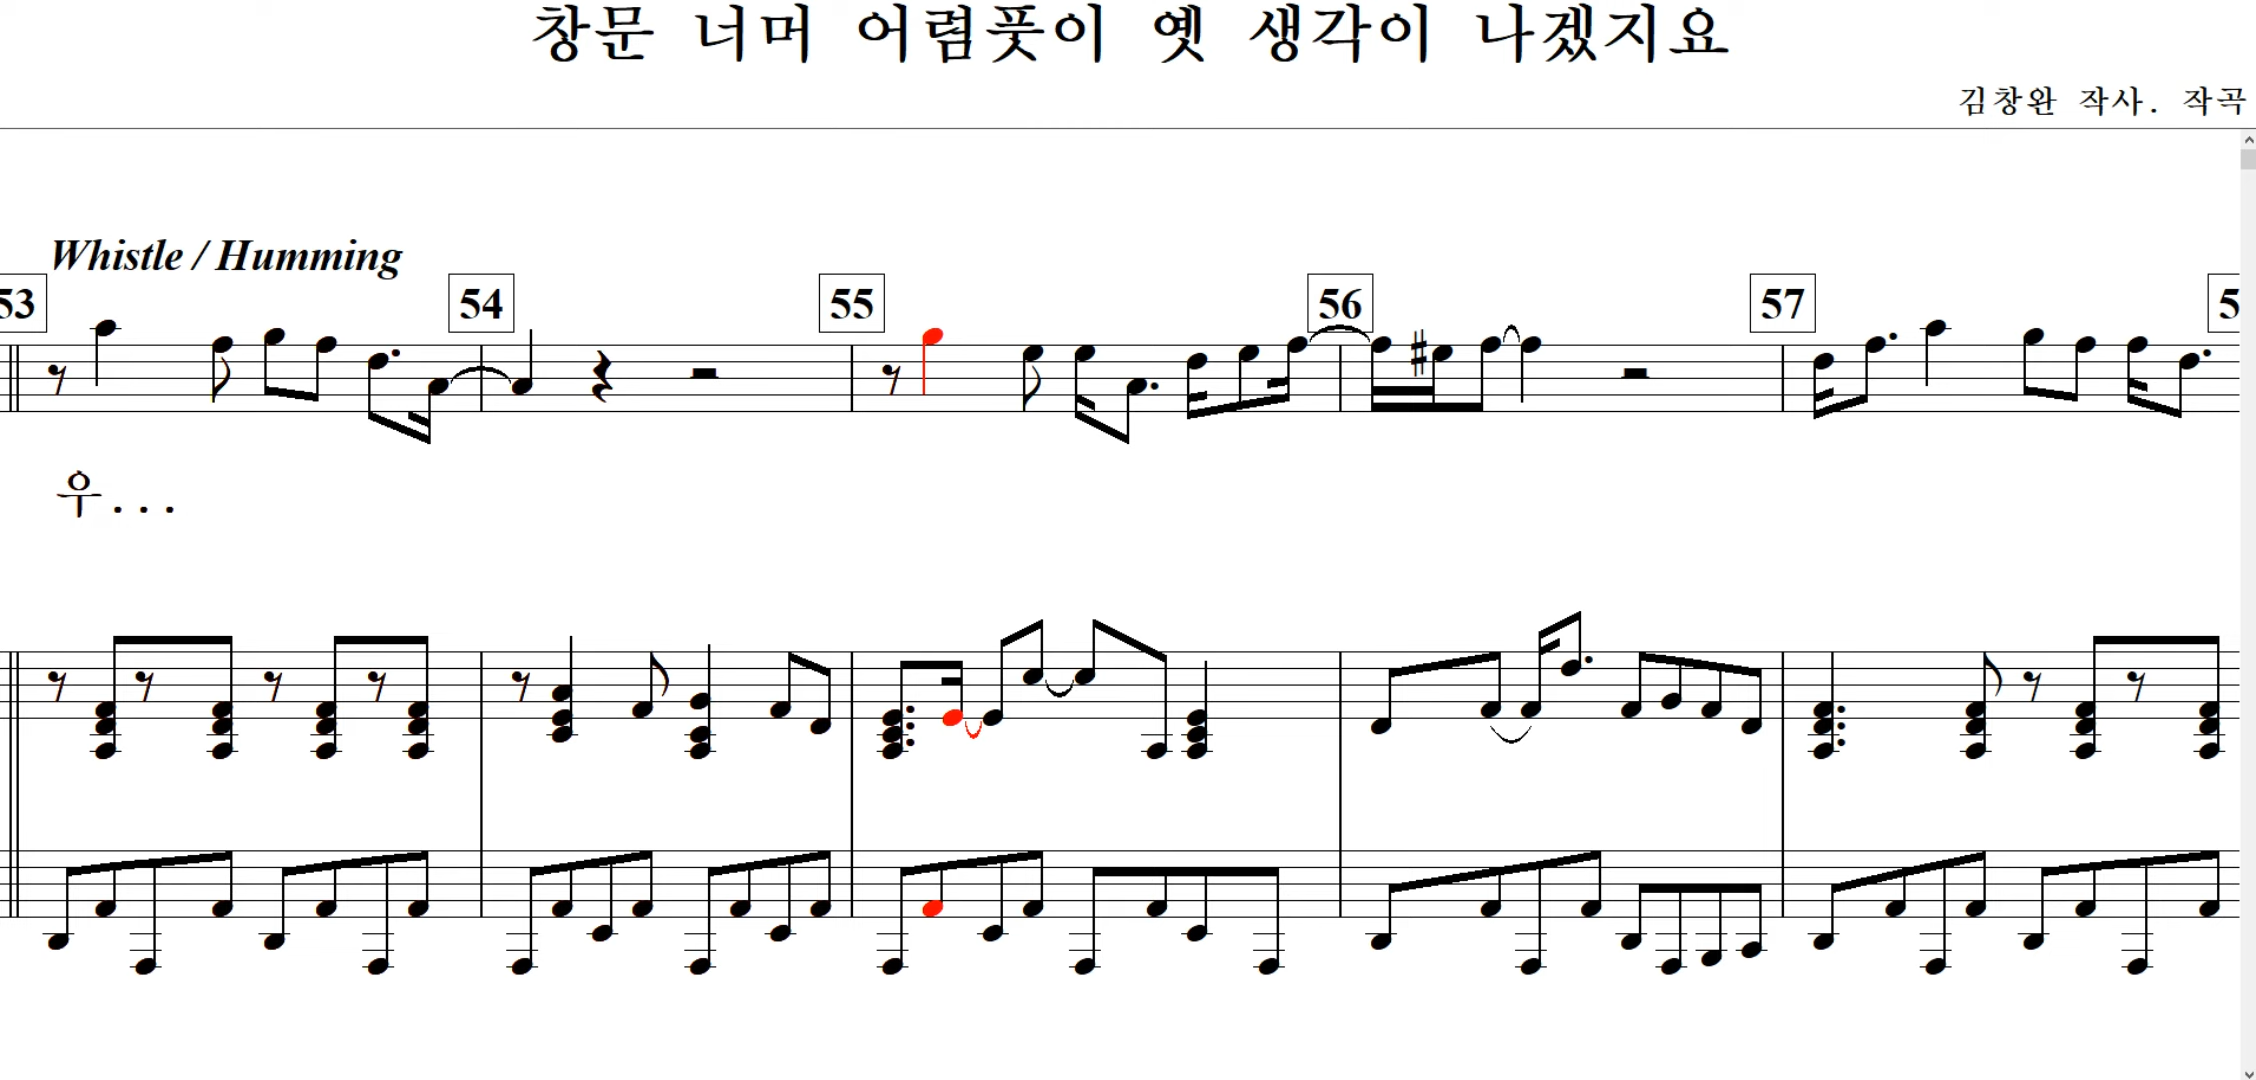 창문 너머 어렴풋이 옛 생각이 나겠지요
김창완 작사. 작곡
Whistle / Humming
53 54 55 56 57 5
우...